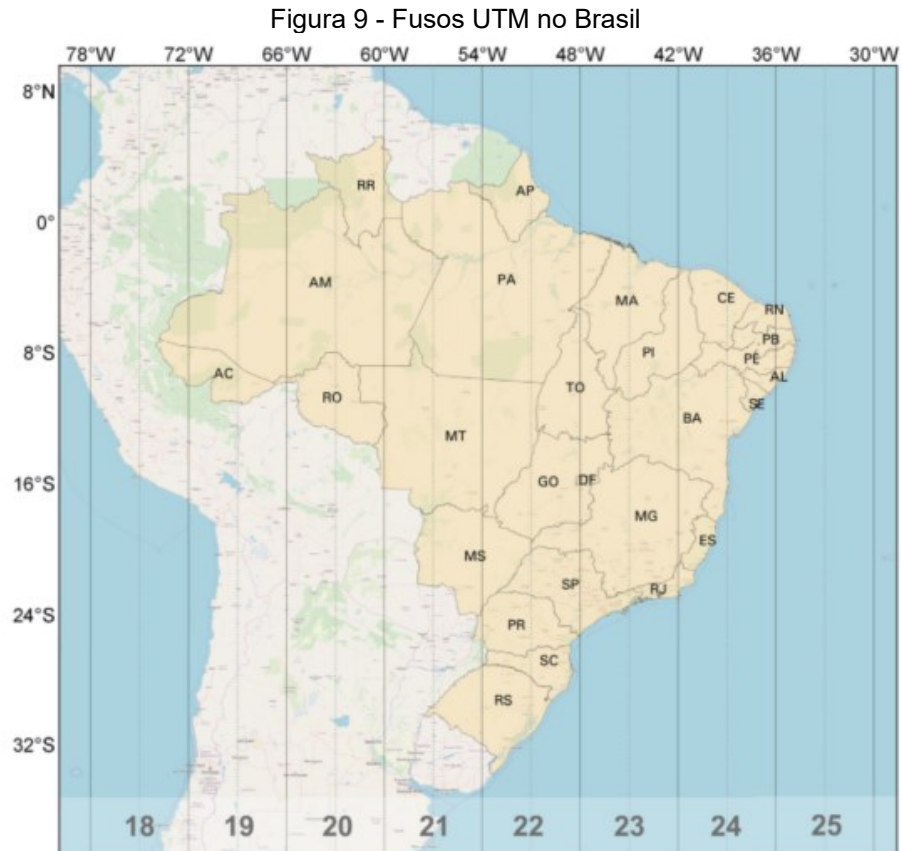 Figura 9 - Fusos UTM no Brasil
78°W 72°W 66°W 60°W 54°W 48°W 42°W 36°W 30°W
8°N
RR
AP
0°
AM
PA
MA
CE
RN
PB
8°S
PI
PE
AL
AC
TO
RO
SE
BA
MT
16°S
GO
DF
MG
ES
MS
SP
RJ
24°S
PR
SC
RS
32°S
18 19 20 21 22 23 24 25